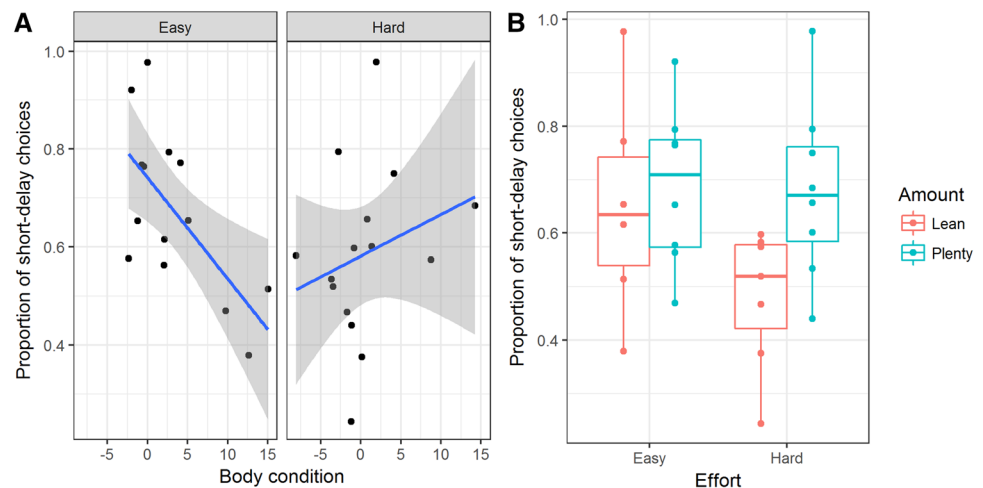 A
Easy
Hard
Proportion of short-delay choices
1.0
0.8
0.6
0.4
-5 0 5 10 15
-5 0 5 10 15
Body condition
B
Proportion of short-delay choices
1.0
0.8
0.6
0.4
Easy
Hard
Effort
Amount
Lean
Plenty